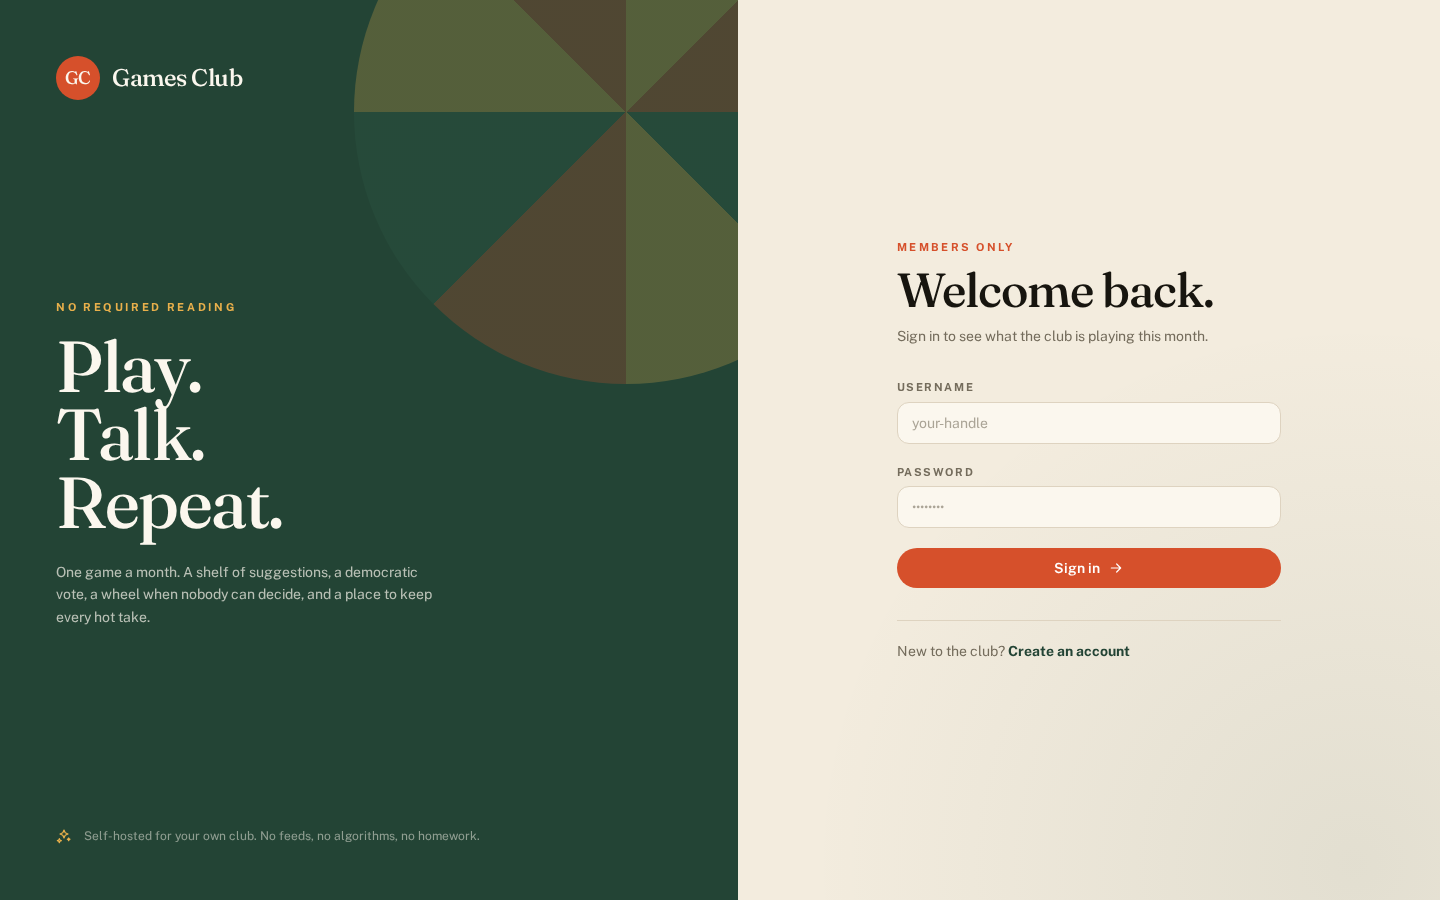 GC Games Club
NO REQUIRED READING
Play.
Talk.
Repeat.
One game a month. A shelf of suggestions, a democratic
vote, a wheel when nobody can decide, and a place to keep
every hot take.
Self-hosted for your own club. No feeds, no algorithms, no homework.
MEMBERS ONLY
Welcome back.
Sign in to see what the club is playing this month.
USERNAME
your-handle
PASSWORD
••••••••
Sign in →
New to the club? Create an account